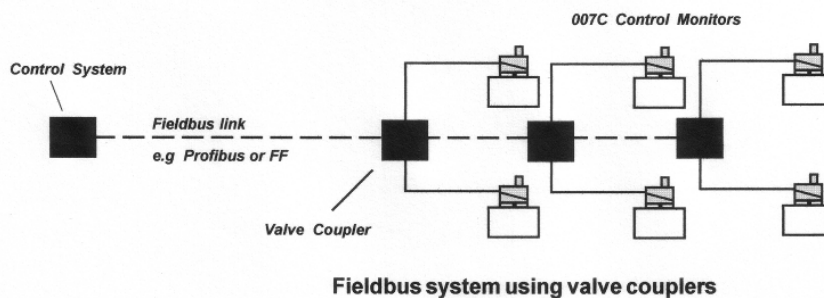 007C Control Monitors
Control System
Fieldbus link
e.g Profibus or FF
Valve Coupler
Fieldbus system using valve couplers